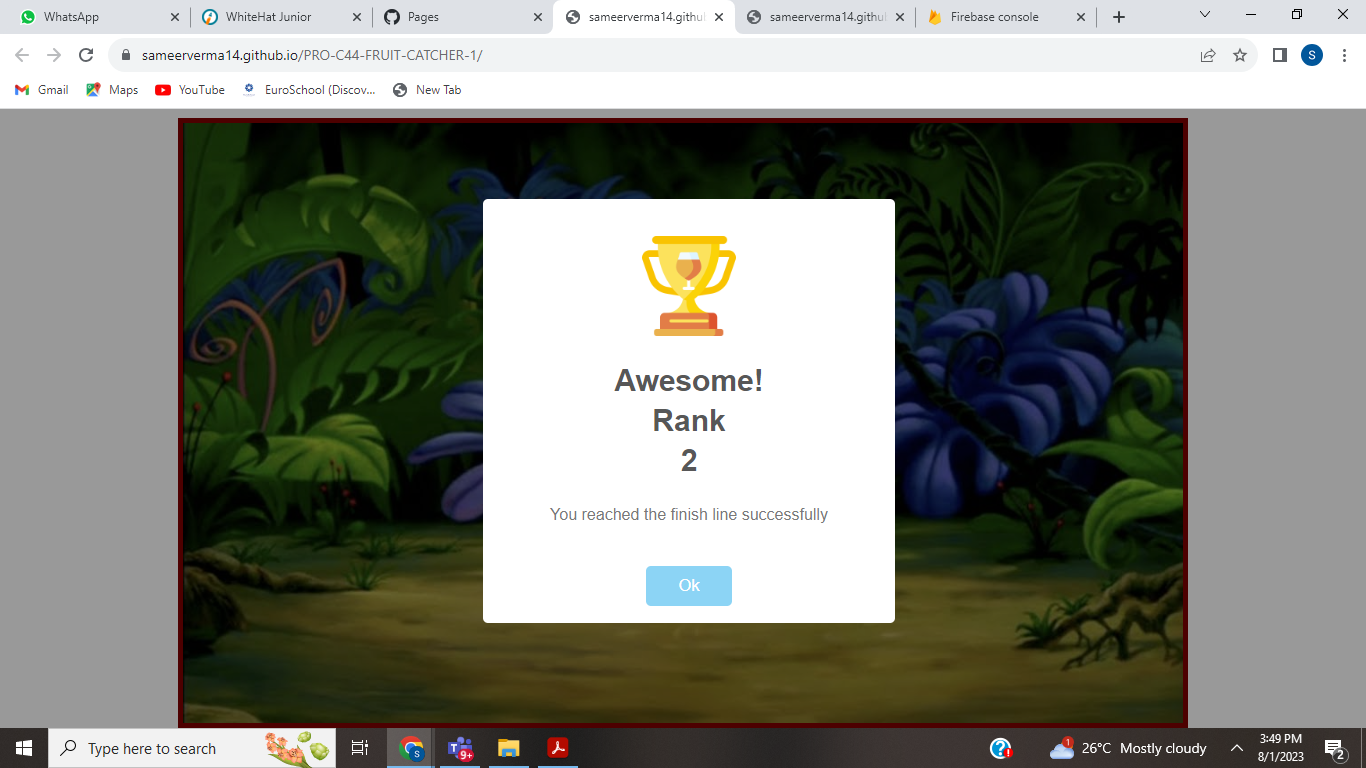 WhatsApp
WhiteHat Junior
Pages
sameerverma14.githu
sameerverma14.githu
Firebase console
sameerverma14.github.io/PRO-C44-FRUIT-CATCHER-1/
S
Gmail
Maps
YouTube
EuroSchool (Discov...
New Tab
Awesome!
Rank
2
You reached the finish line successfully
Ok
Type here to search
S
9+
1
26°C Mostly cloudy
3:49 PM
8/1/2023
2